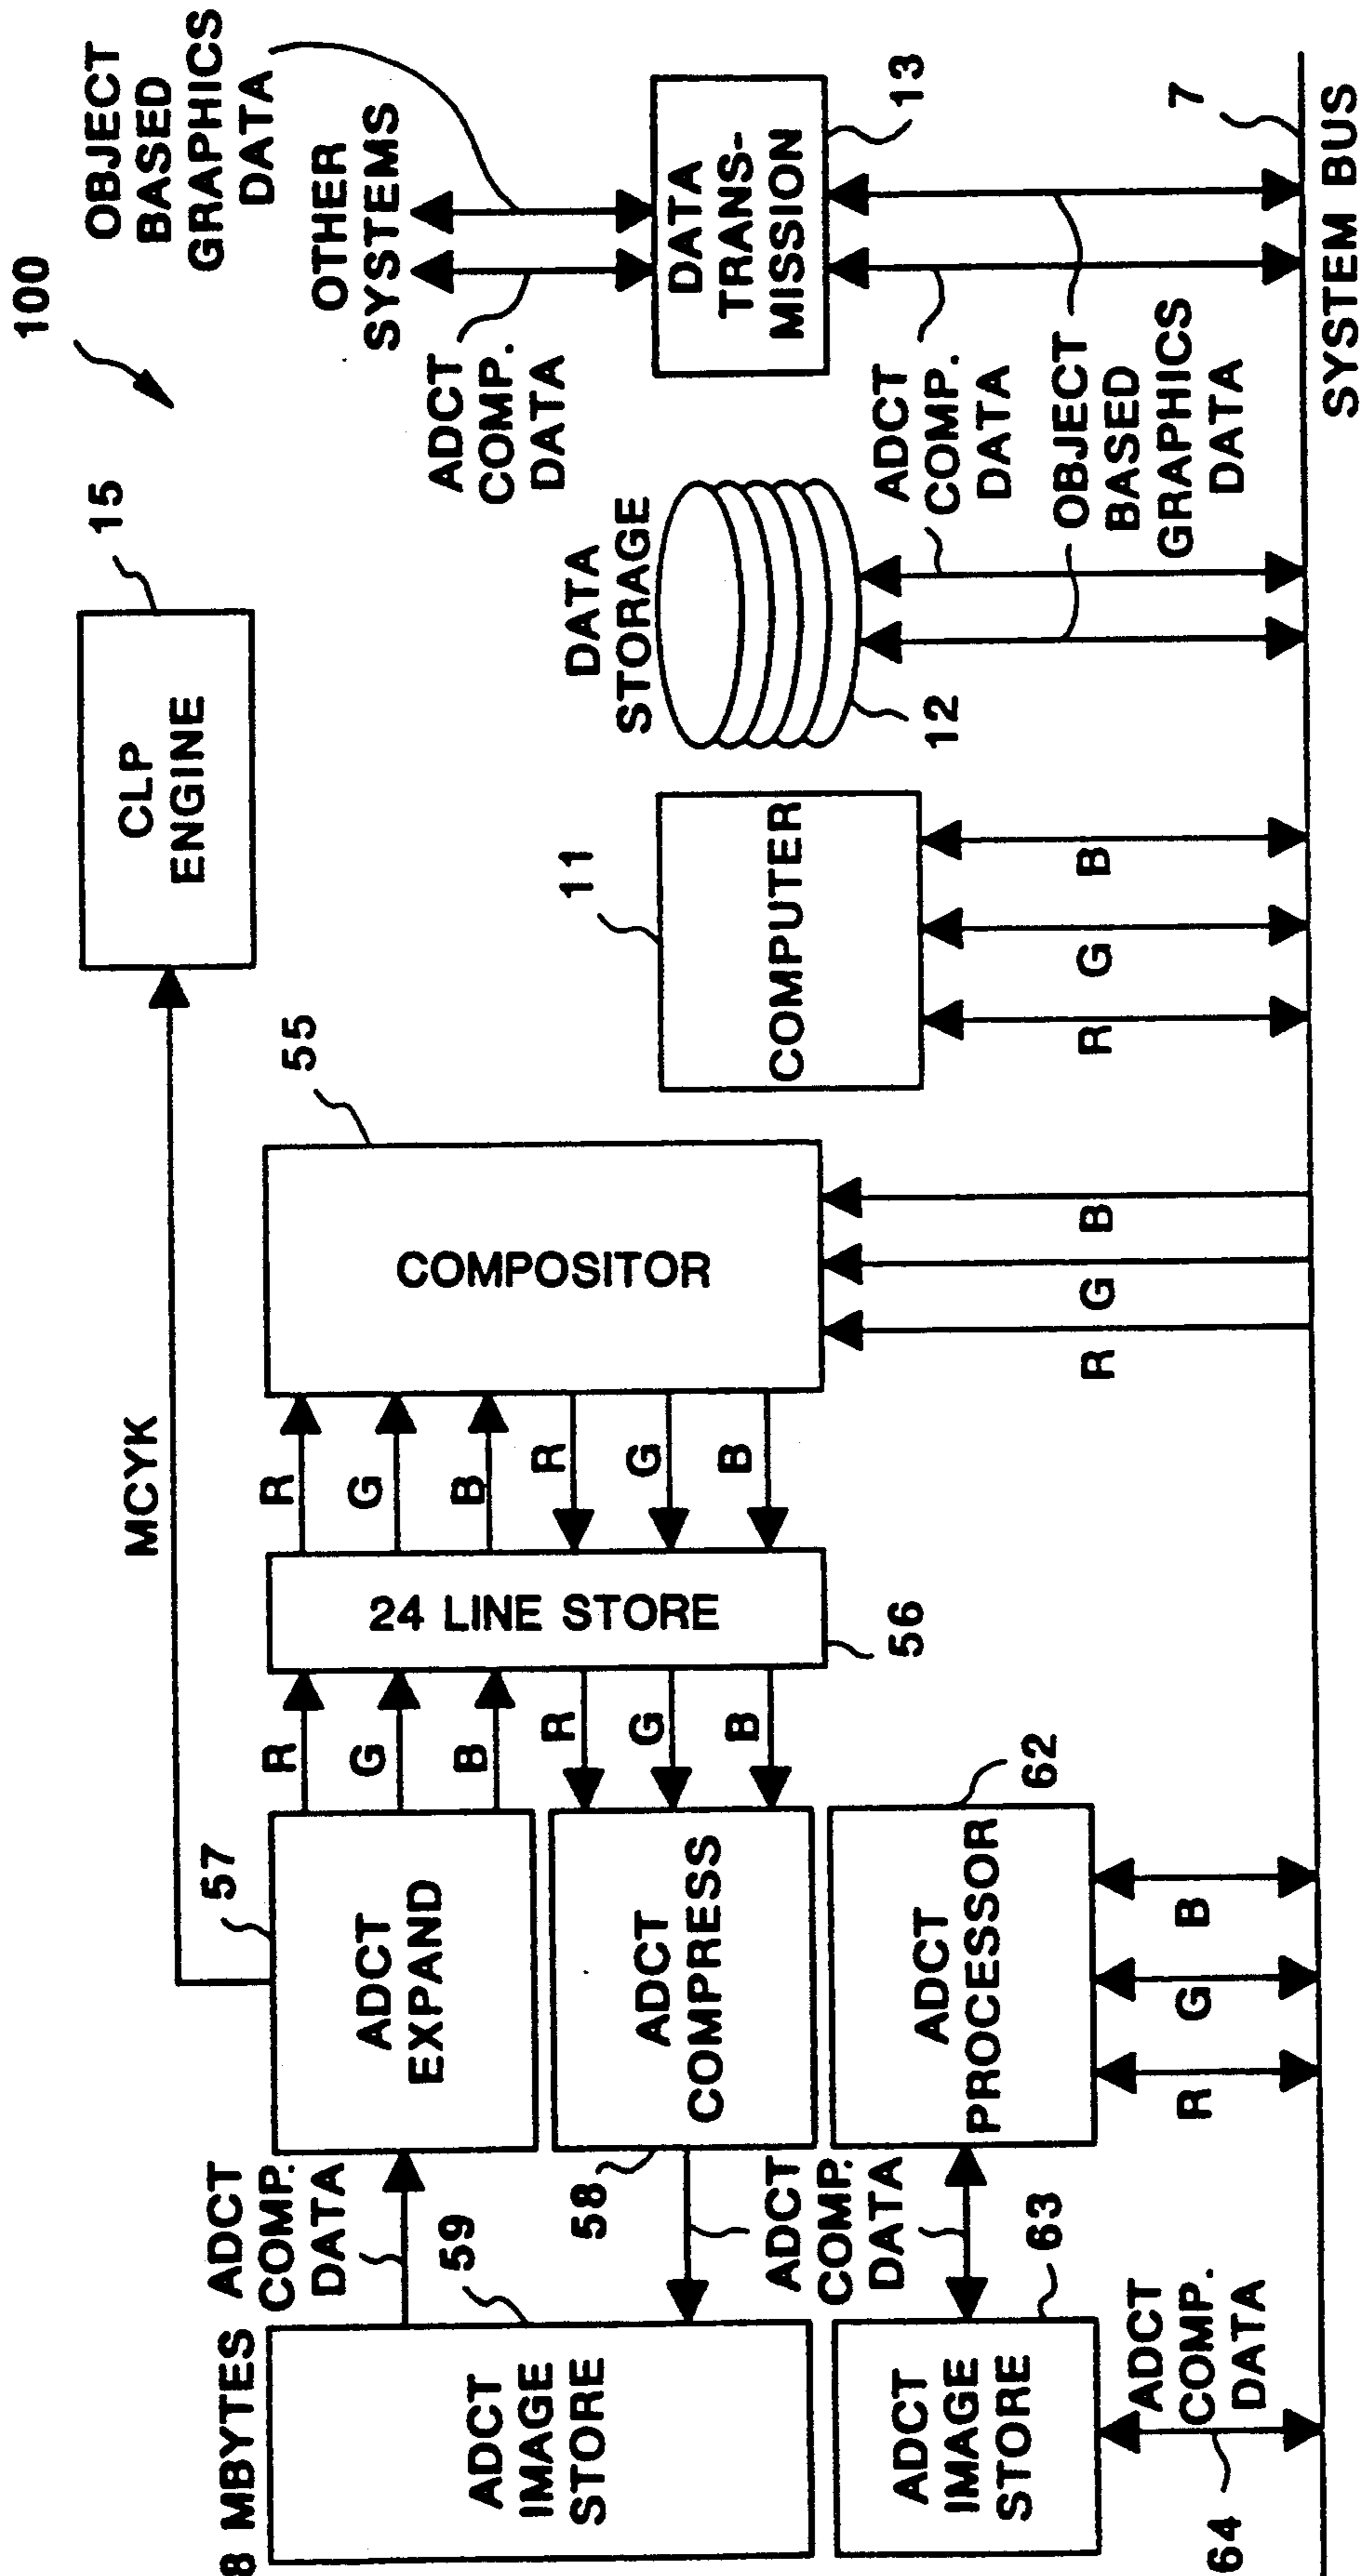 100
OBJECT
BASED
GRAPHICS
DATA
MCYK
CLP
ENGINE
15
OTHER
SYSTEMS
ADCT
COMP.
DATA
8 MBYTES
ADCT
COMP.
DATA
57
55
59
ADCT
IMAGE
STORE
ADCT
EXPAND
R
G
B
R
G
B
24 LINE STORE
56
R
G
B
R
G
B
COMPOSITOR
ADCT
COMPRESS
58
ADCT
COMP.
DATA
11
COMPUTER
DATA
STORAGE
12
DATA
TRANS-
MISSION
13
ADCT
IMAGE
STORE
63
ADCT
PROCESSOR
62
ADCT
COMP.
DATA
64
R
G
B
R
G
B
R
G
B
ADCT
COMP.
DATA
OBJECT
BASED
GRAPHICS
DATA
7
SYSTEM BUS